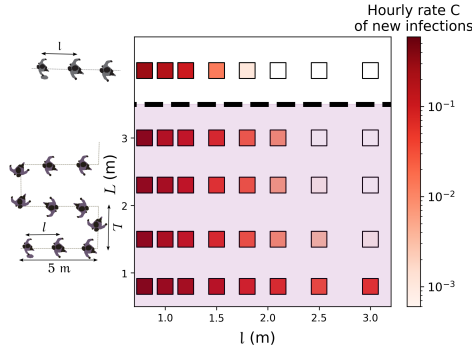 Hourly rate C
of new infections
l
3
2
1
L (m)
l
L
5 m
1.0
1.5
2.0
2.5
3.0
l (m)
10⁻¹
10⁻²
10⁻³